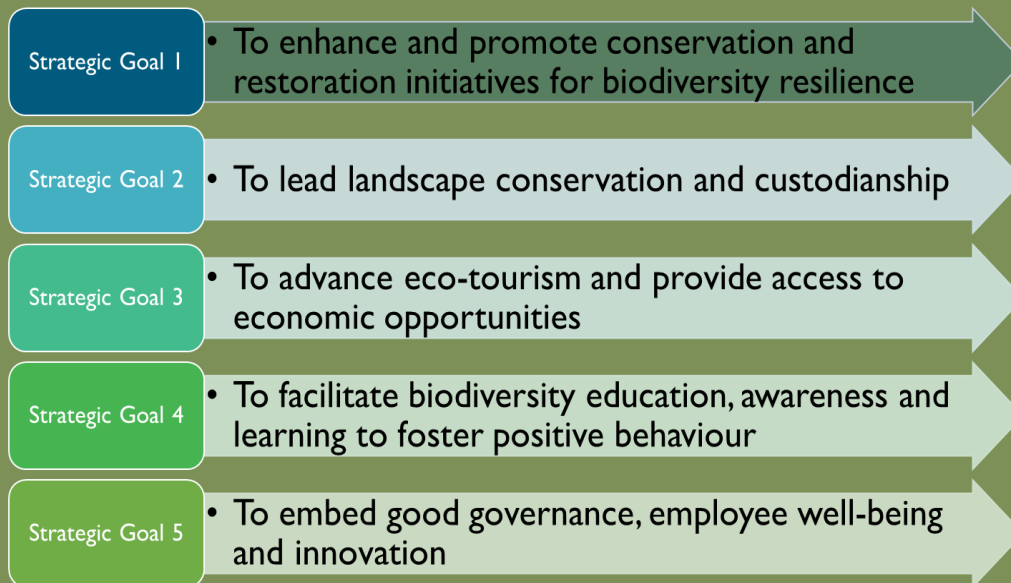 Strategic Goal 1
• To enhance and promote conservation and
restoration initiatives for biodiversity resilience
Strategic Goal 2
• To lead landscape conservation and custodianship
Strategic Goal 3
• To advance eco-tourism and provide access to
economic opportunities
Strategic Goal 4
• To facilitate biodiversity education, awareness and
learning to foster positive behaviour
Strategic Goal 5
• To embed good governance, employee well-being
and innovation